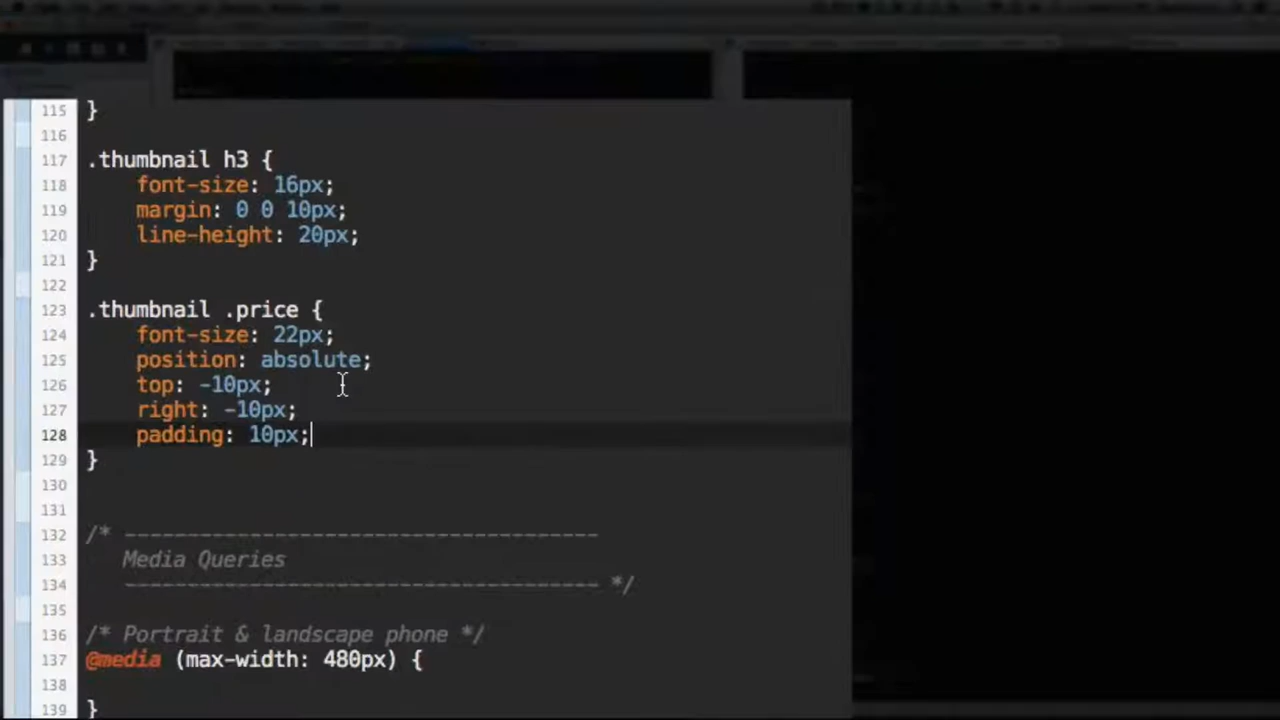 115 }
116
117 .thumbnail h3 {
118 font-size: 16px;
119 margin: 0 0 10px;
120 line-height: 20px;
121 }
122
123 .thumbnail .price {
124 font-size: 22px;
125 position: absolute;
126 top: -10px;
127 right: -10px;
128 padding: 10px;
129 }
130
131
132 /* --------------------------------------
133 Media Queries
134 -------------------------------------- */
135
136 /* Portrait & landscape phone */
137 @media (max-width: 480px) {
138
139 }